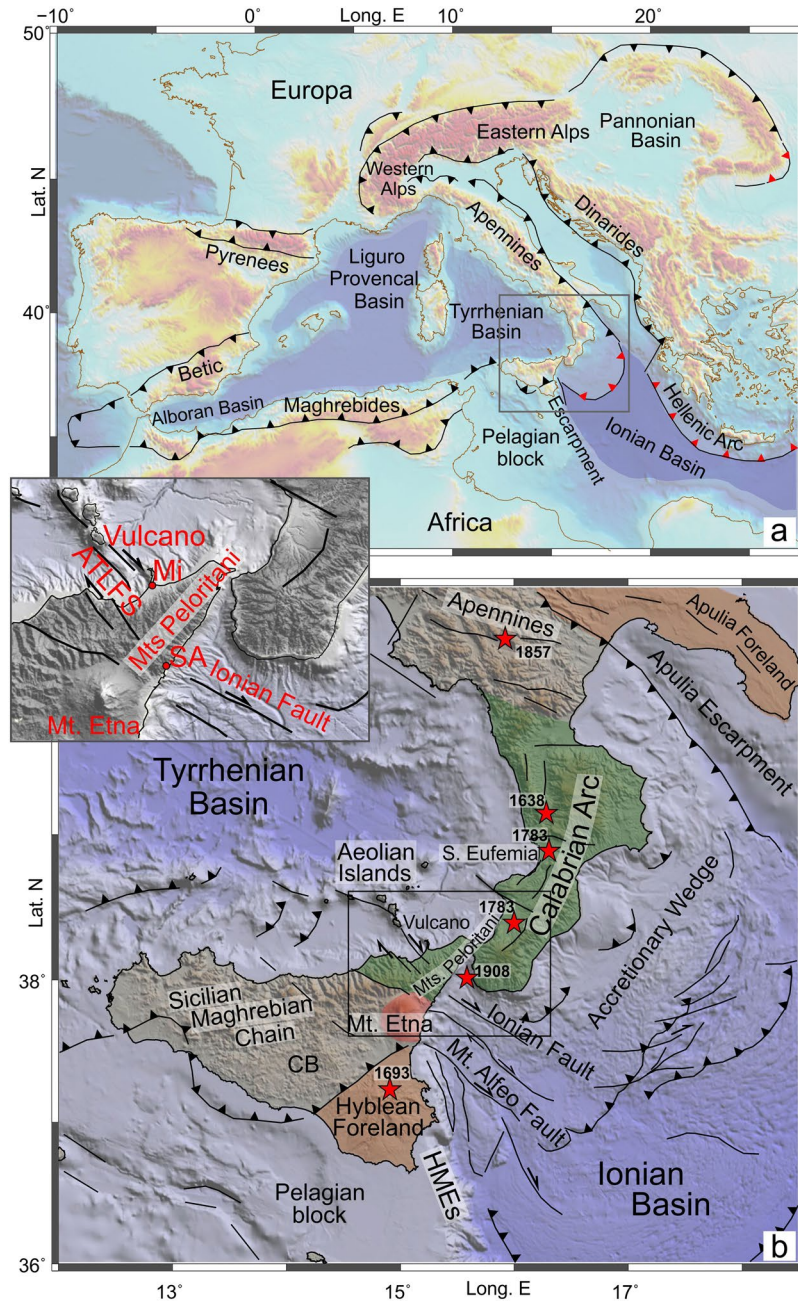 −10°
0°
Long. E
10°
20°
50°
Lat. N
40°
Europa
Eastern Alps
Pannonian
Basin
Western
Alps
Pyrenees
Liguro
Provencal
Basin
Apennines
Dinarides
Tyrrhenian
Basin
Betic
Alboran Basin
Maghrebides
Pelagian
block
Escarpment
Hellenic Arc
Ionian Basin
Africa
a
Vulcano
ATLFS
Mi
Mts Peloritani
SA
Ionian Fault
Mt. Etna
Apennines
1857
Apulia Foreland
Apulia Escarpment
Tyrrhenian
Basin
1638
1783
S. Eufemia
Calabrian Arc
Aeolian
Islands
1783
Vulcano
Mts. Peloritani
1908
Accretionary Wedge
Lat. N
38°
Sicilian
Maghrebian
Chain
Mt. Etna
CB
Ionian Fault
Mt. Alfeo Fault
1693
Hyblean
Foreland
HMEs
Pelagian
block
Ionian
Basin
b
36°
13°
15°
Long. E
17°